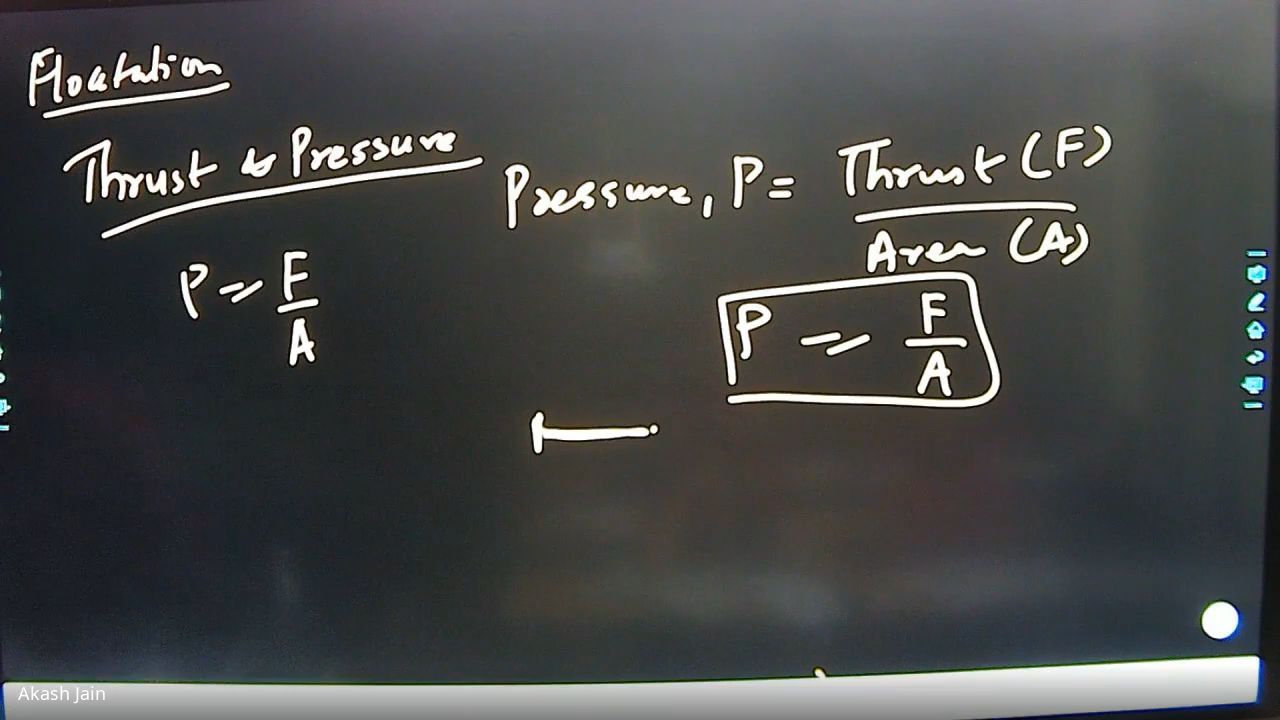 Floatation
Thrust & Pressure
P = F/A
Pressure, P = Thrust (F)
Area (A)
P = F/A
Akash Jain